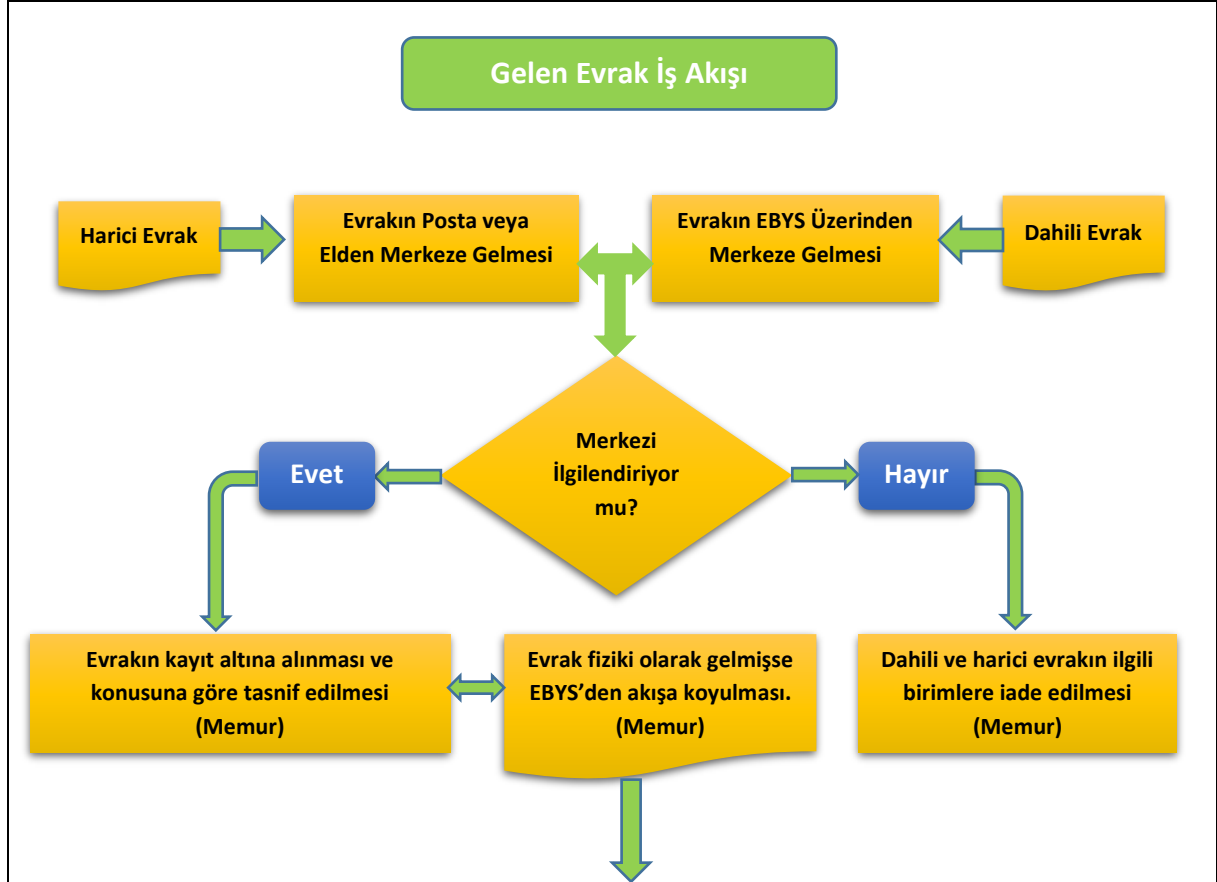 Gelen Evrak İş Akışı
Harici Evrak
Evrakın Posta veya
Elden Merkeze Gelmesi
Evrakın EBYS Üzerinden
Merkeze Gelmesi
Dahili Evrak
Merkezi
İlgilendiriyor
mu?
Evet
Hayır
Evrakın kayıt altına alınması ve
konusuna göre tasnif edilmesi
(Memur)
Evrak fiziki olarak gelmişse
EBYS’den akışa koyulması.
(Memur)
Dahili ve harici evrakın ilgili
birimlere iade edilmesi
(Memur)